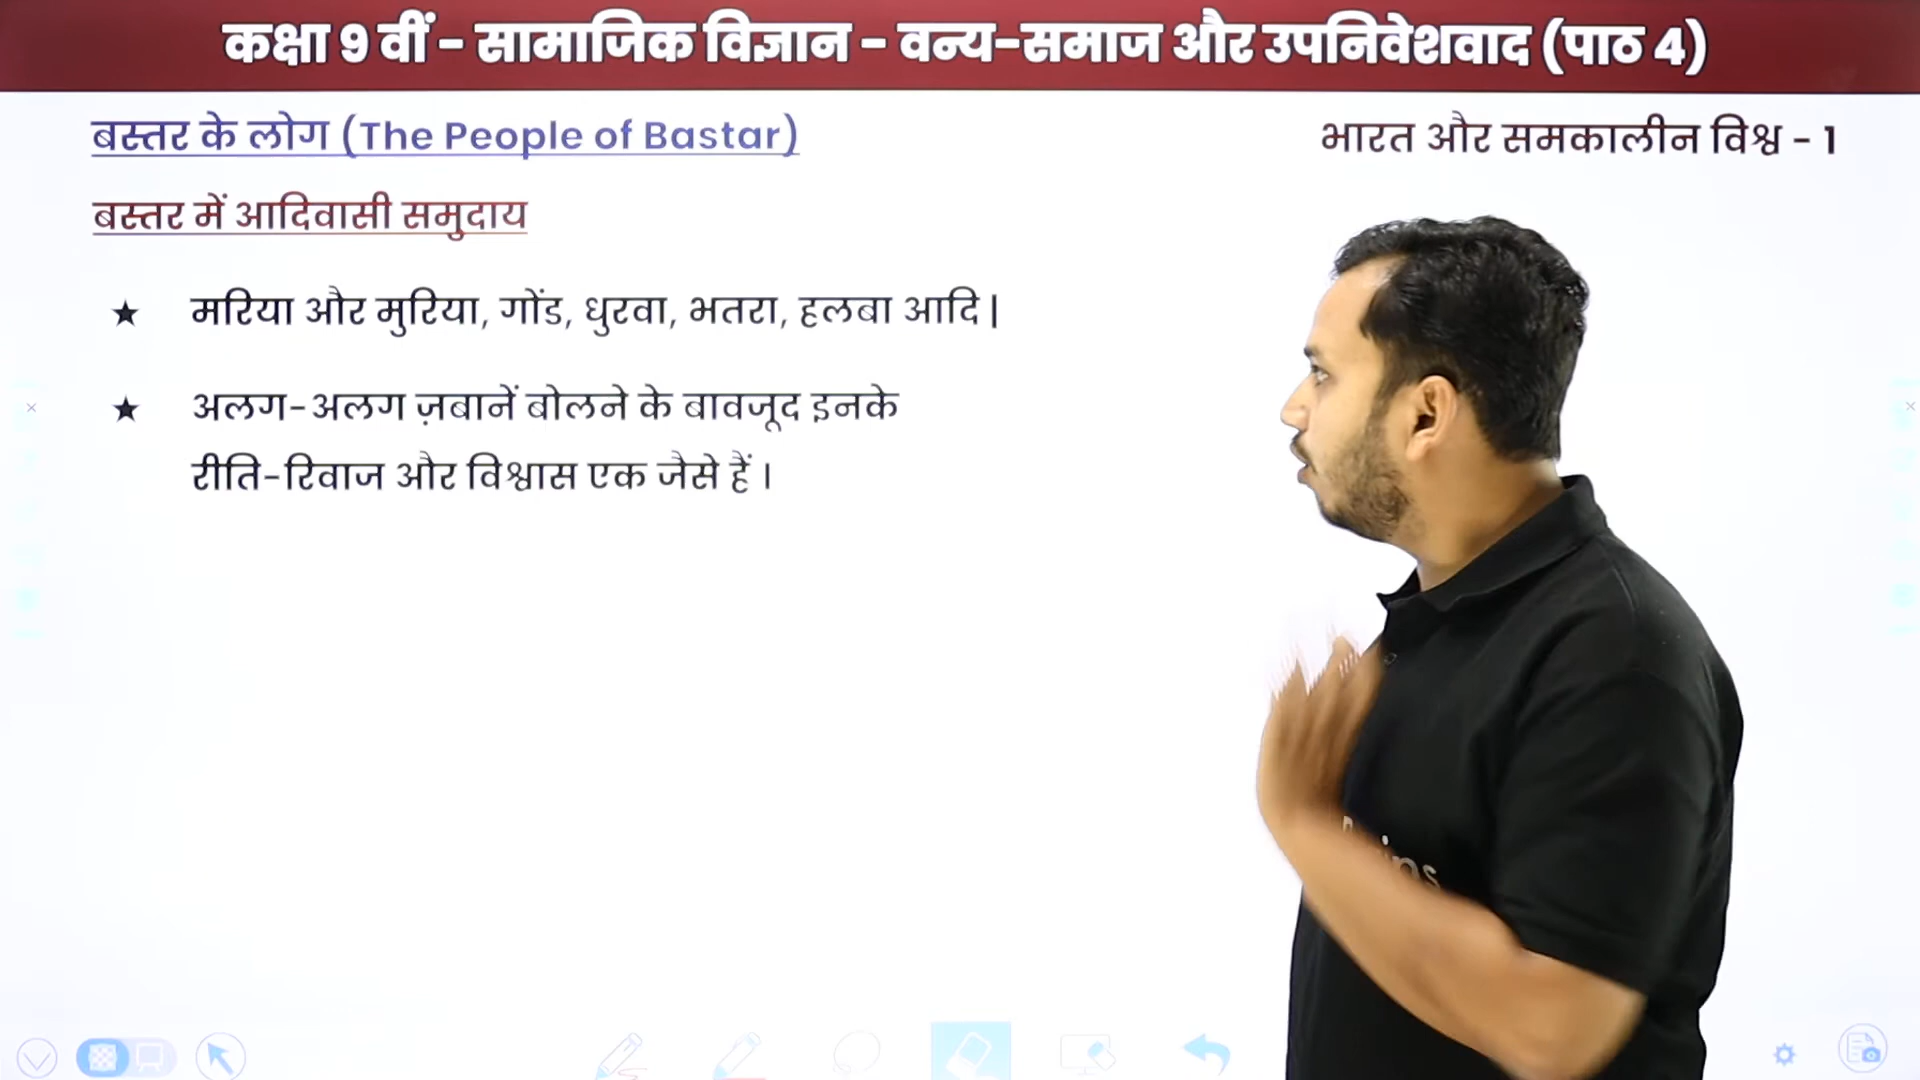 कक्षा 9 वीं - सामाजिक विज्ञान - वन्य-समाज और उपनिवेशवाद (पाठ 4)
बस्तर के लोग (The People of Bastar)
भारत और समकालीन विश्व - 1
बस्तर में आदिवासी समुदाय
★ मरिया और मुरिया, गोंड, धुरवा, भतरा, हलबा आदि |
★ अलग-अलग ज़बानें बोलने के बावजूद इनके
रीति-रिवाज और विश्वास एक जैसे हैं ।